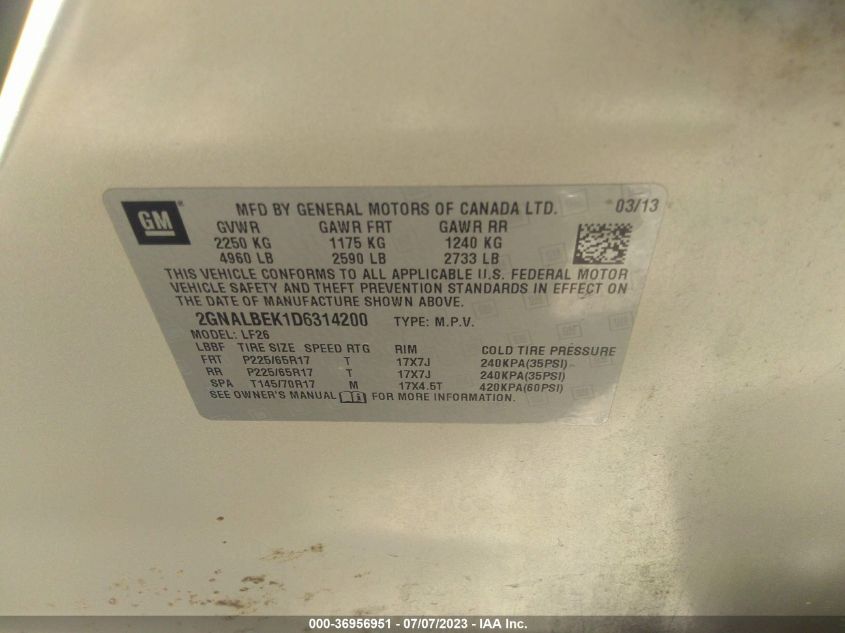 GM
MFD BY GENERAL MOTORS OF CANADA LTD. 03/13
GVWR GAWR FRT GAWR RR
2250 KG 1175 KG 1240 KG
4960 LB 2590 LB 2733 LB
THIS VEHICLE CONFORMS TO ALL APPLICABLE U.S. FEDERAL MOTOR
VEHICLE SAFETY AND THEFT PREVENTION STANDARDS IN EFFECT ON
THE DATE OF MANUFACTURE SHOWN ABOVE.
2GNALBEK1D6314200 TYPE: M.P.V.
MODEL: LF26
LBBF TIRE SIZE SPEED RTG RIM COLD TIRE PRESSURE
FRT P225/65R17 T 17X7J 240KPA(35PSI)
RR P225/65R17 T 17X7J 240KPA(35PSI)
SPA T145/70R17 M 17X4.5T 420KPA(60PSI)
SEE OWNER'S MANUAL FOR MORE INFORMATION.
000-36956951 - 07/07/2023 - IAA Inc.